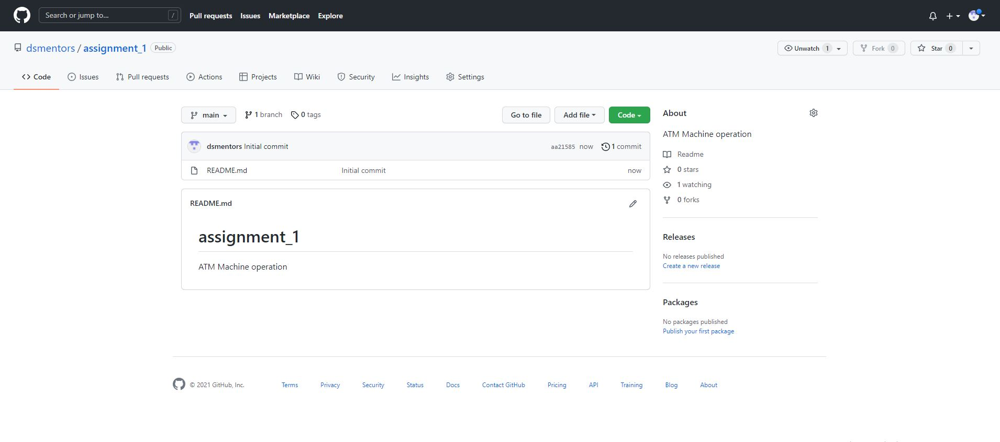 Search or jump to... /
Pull requests Issues Marketplace Explore
dsmentors / assignment_1 Public
Unwatch 1 Fork 0 Star 0
Code Issues Pull requests Actions Projects Wiki Security Insights Settings
main 1 branch 0 tags Go to file Add file Code
dsmentors Initial commit aa21585 now 1 commit
README.md Initial commit now
README.md
assignment_1
ATM Machine operation
About
ATM Machine operation
Readme
0 stars
1 watching
0 forks
Releases
No releases published
Create a new release
Packages
No packages published
Publish your first package
© 2021 GitHub, Inc. Terms Privacy Security Status Docs Contact GitHub Pricing API Training Blog About